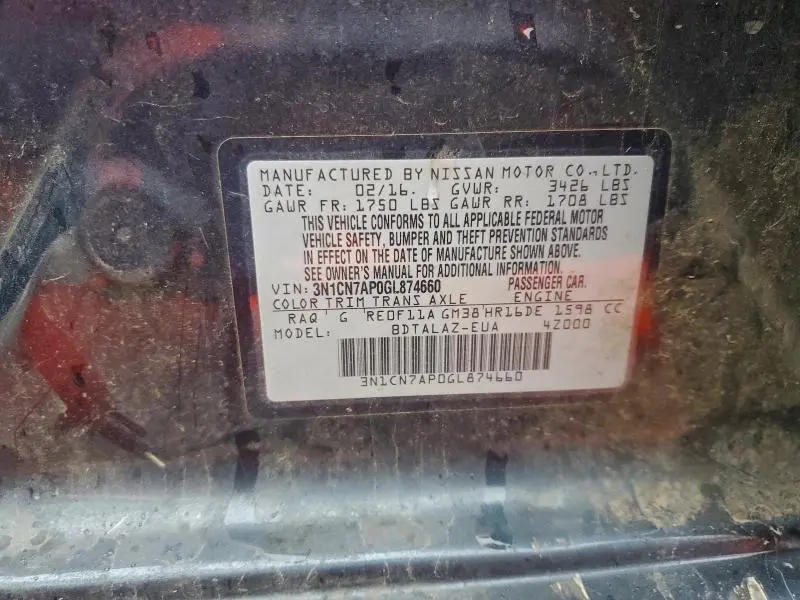 MANUFACTURED BY NISSAN MOTOR CO.,LTD.
DATE: 02/16. GVWR: 3426 LBS
GAWR FR: 1750 LBS GAWR RR: 1708 LBS
THIS VEHICLE CONFORMS TO ALL APPLICABLE FEDERAL MOTOR
VEHICLE SAFETY, BUMPER AND THEFT PREVENTION STANDARDS
IN EFFECT ON THE DATE OF MANUFACTURE SHOWN ABOVE.
SEE OWNER'S MANUAL FOR ADDITIONAL INFORMATION.
VIN: 3N1CN7AP0GL874660 PASSENGER CAR.
COLOR TRIM TRANS AXLE ENGINE
RAQ' G 'RE0F11A GM38'HR16DE 1598 CC
MODEL: BDTALAZ-EUA 4Z000
3N1CN7AP0GL874660